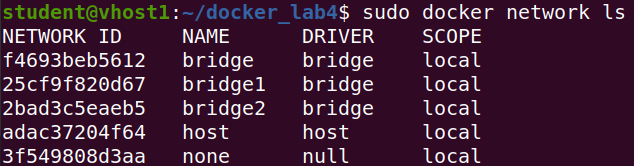 student@vhost1:~/docker_lab4$ sudo docker network ls
NETWORK ID     NAME      DRIVER    SCOPE
f4693beb5612   bridge    bridge    local
25cf9f820d67   bridge1   bridge    local
2bad3c5eaeb5   bridge2   bridge    local
adac37204f64   host      host      local
3f549808d3aa   none      null      local